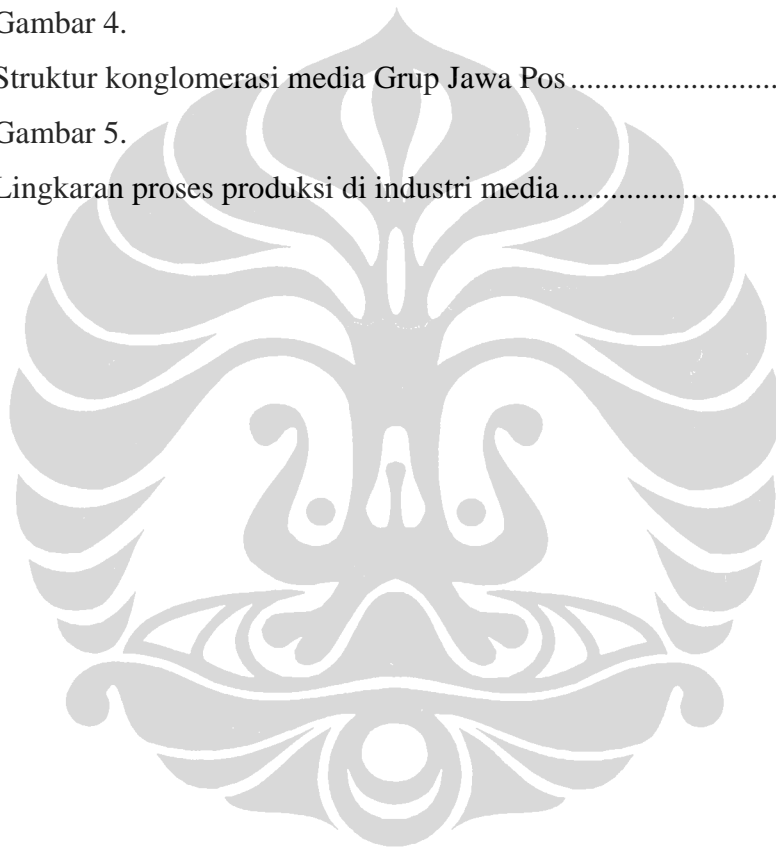 Gambar 4.
Struktur konglomerasi media Grup Jawa Pos............................
Gambar 5.
Lingkaran proses produksi di industri media.............................